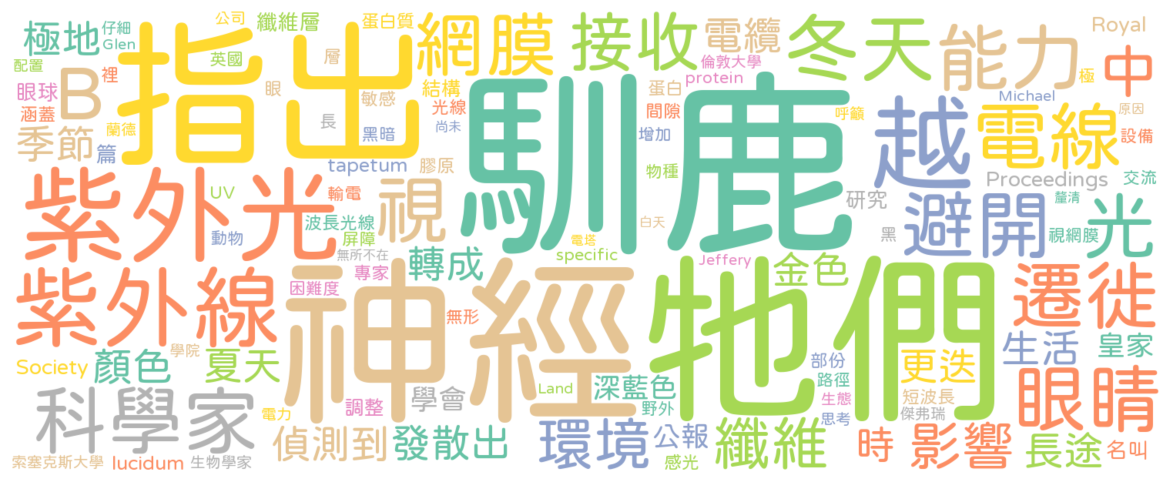 極地
仔細
Glen
公司
纖維層
蛋白質
網膜
接收
電纜
冬天
能力
Royal
中
配置
裡
英國
層
倫敦大學
極
眼球
B
指出
眼
敏感
結構
蛋白
protein
Michael
原因
涵蓋
蘭德
光線
間隙
呼籲
設備
季節
篇
長
黑暗
尚未
馴鹿
增加
越
電線
tapetum
膠原
物種
Proceedings
交流
紫外光
UV
輸電
視
研究
釐清
波長光線
白天
避開
光
動物
屏障
電塔
黑
視網膜
無所不在
specific
Jeffery
紫外線
專家
轉成
金色
遷徙
困難度
無形
神經
牠們
Society
顏色
學院
夏天
部份
生活
皇家
路徑
更迭
科學家
Land
深藍色
生態
短波長
眼睛
電力
調整
學會
野外
思考
傑弗瑞
偵測到
發散出
環境
公報
纖維
時
影響
長途
名叫
索塞克斯大學
lucidum
生物學家
感光